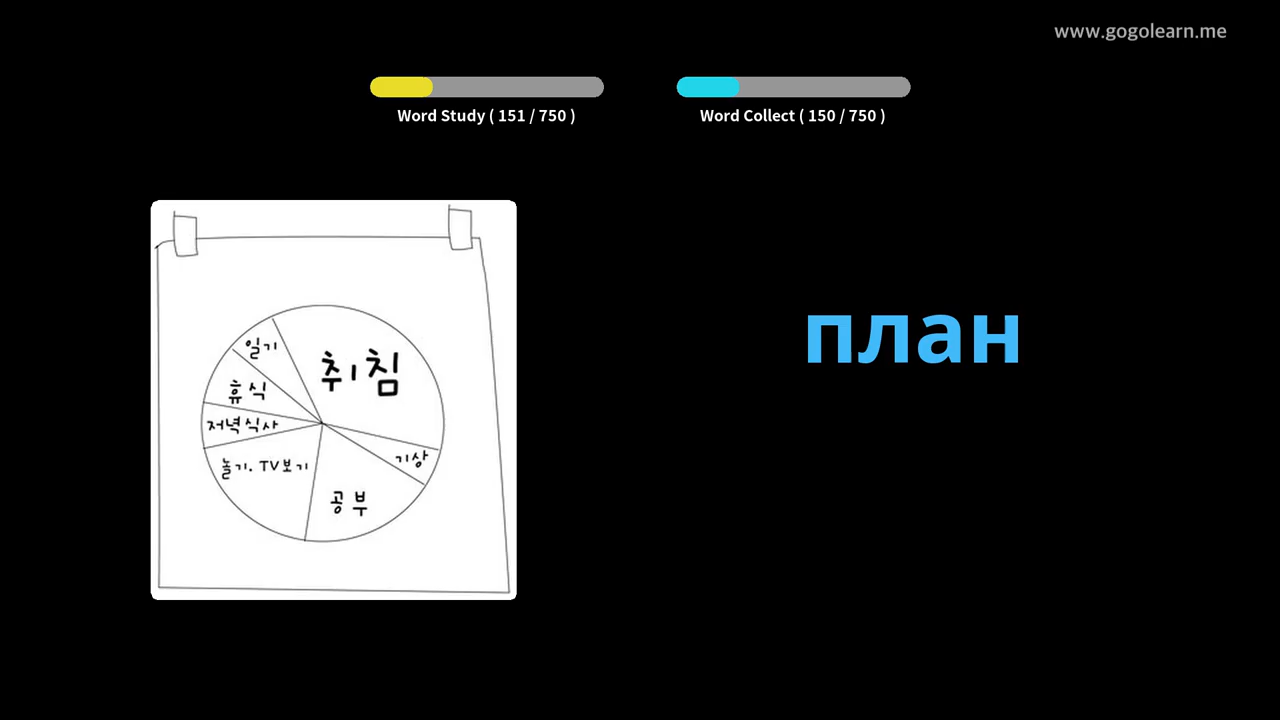 www.gogolearn.me
Word Study ( 151 / 750 )
Word Collect ( 150 / 750 )
일기
취침
휴식
저녁식사
놀기. TV보기
기상
공부
план